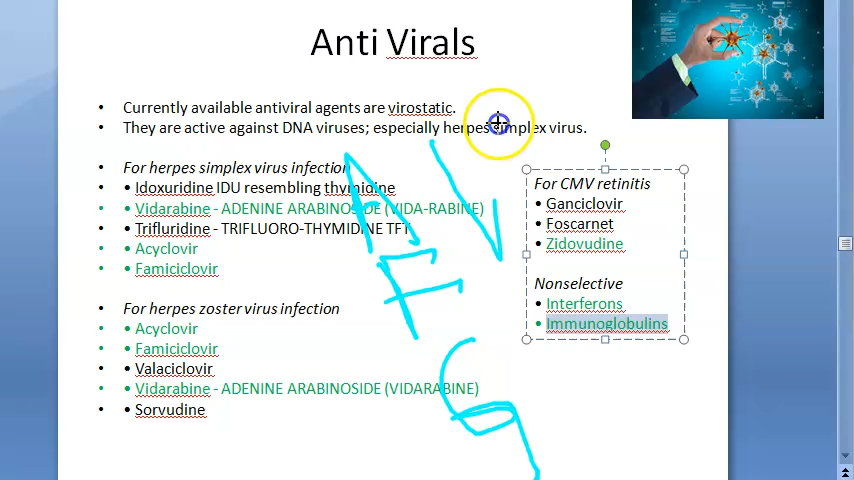 Anti Virals
• Currently available antiviral agents are virostatic.
• They are active against DNA viruses; especially herpes simplex virus.
• For herpes simplex virus infection
• • Idoxuridine IDU resembling thymidine
• • Vidarabine - ADENINE ARABINOSIDE (VIDA-RABINE)
• • Trifluridine - TRIFLUORO-THYMIDINE TFT
• • Acyclovir
• • Famiciclovir
• For herpes zoster virus infection
• • Acyclovir
• • Famiciclovir
• • Valaciclovir
• • Vidarabine - ADENINE ARABINOSIDE (VIDARABINE)
• • Sorvudine
For CMV retinitis
• Ganciclovir
• Foscarnet
• Zidovudine
Nonselective
• Interferons
• Immunoglobulins
A V
F
G